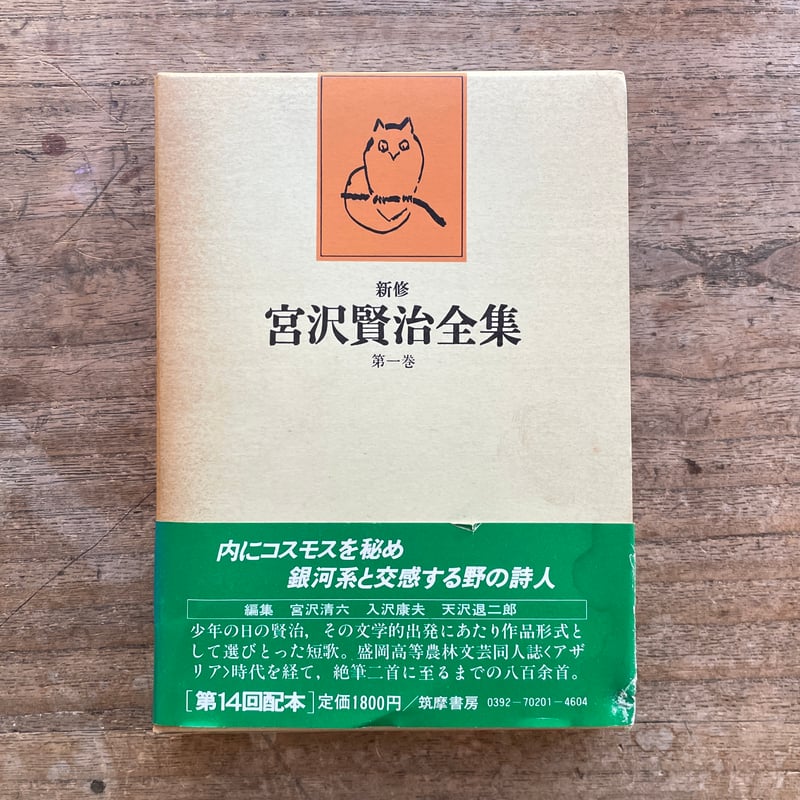 新修
宮沢賢治全集
第一巻
内にコスモスを秘め
銀河系と交感する野の詩人
編集 宮沢清六 入沢康夫 天沢退二郎
少年の日の賢治，その文学的出発にあたり作品形式と
して選びとった短歌。盛岡高等農林文芸同人誌〈アザ
リア〉時代を経て，絶筆二首に至るまでの八百余首。
[第14回配本]定価1800円／筑摩書房 0392-70201-4604